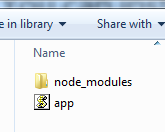 e in library Share with
Name
node_modules
app